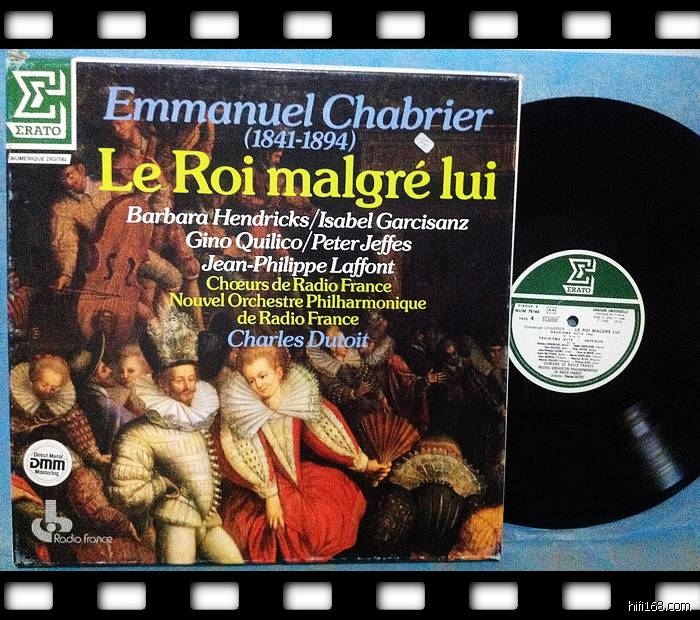 ERATO
NUMÉRIQUE DIGITAL
Emmanuel Chabrier
(1841-1894)
Le Roi malgré lui
Barbara Hendricks/Isabel Garcisanz
Gino Quilico/Peter Jeffes
Jean-Philippe Laffont
Chœurs de Radio France
Nouvel Orchestre Philharmonique
de Radio France
Charles Dutoit
Direct Metal
DMM
Mastering
Radio France
ERATO
LE ROI MALGRE LUI
hifi168.com